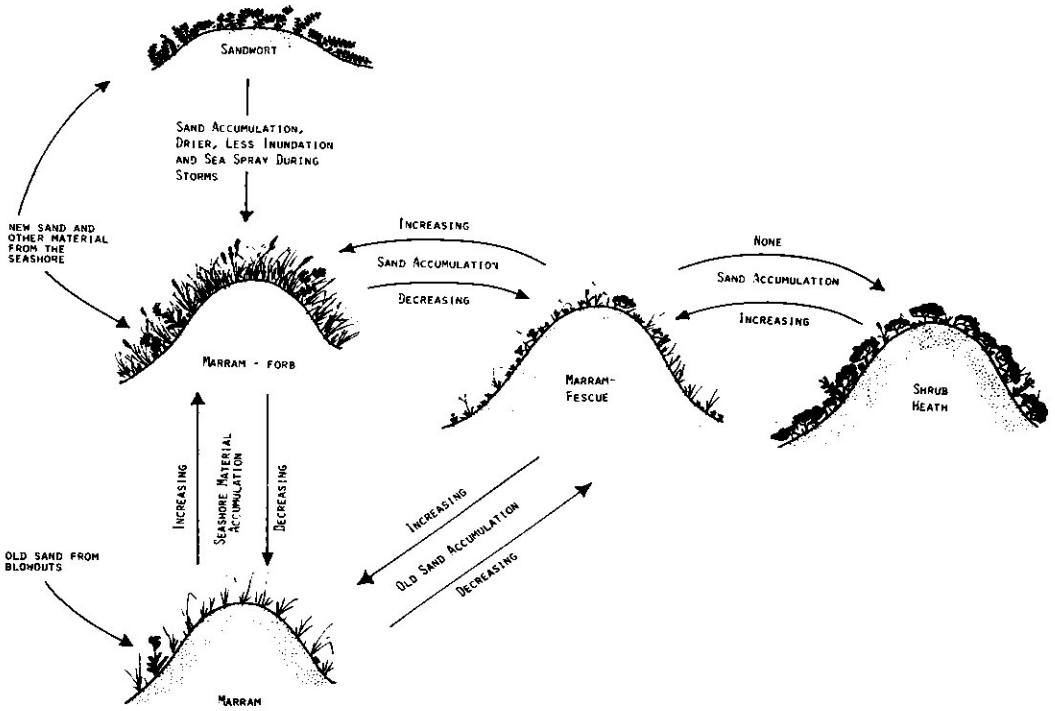 SANDWORT
SAND ACCUMULATION,
DRIER, LESS INUNDATION
AND SEA SPRAY DURING
STORMS
NEW SAND AND
OTHER MATERIAL
FROM THE
SEASHORE
INCREASING
SAND ACCUMULATION
DECREASING
NONE
SAND ACCUMULATION
INCREASING
MARRAM - FORB
MARRAM-
FESCUE
SHRUB
HEATH
INCREASING
SEASHORE MATERIAL
ACCUMULATION
DECREASING
INCREASING
OLD SAND ACCUMULATION
DECREASING
OLD SAND FROM
BLOWOUTS
MARRAM